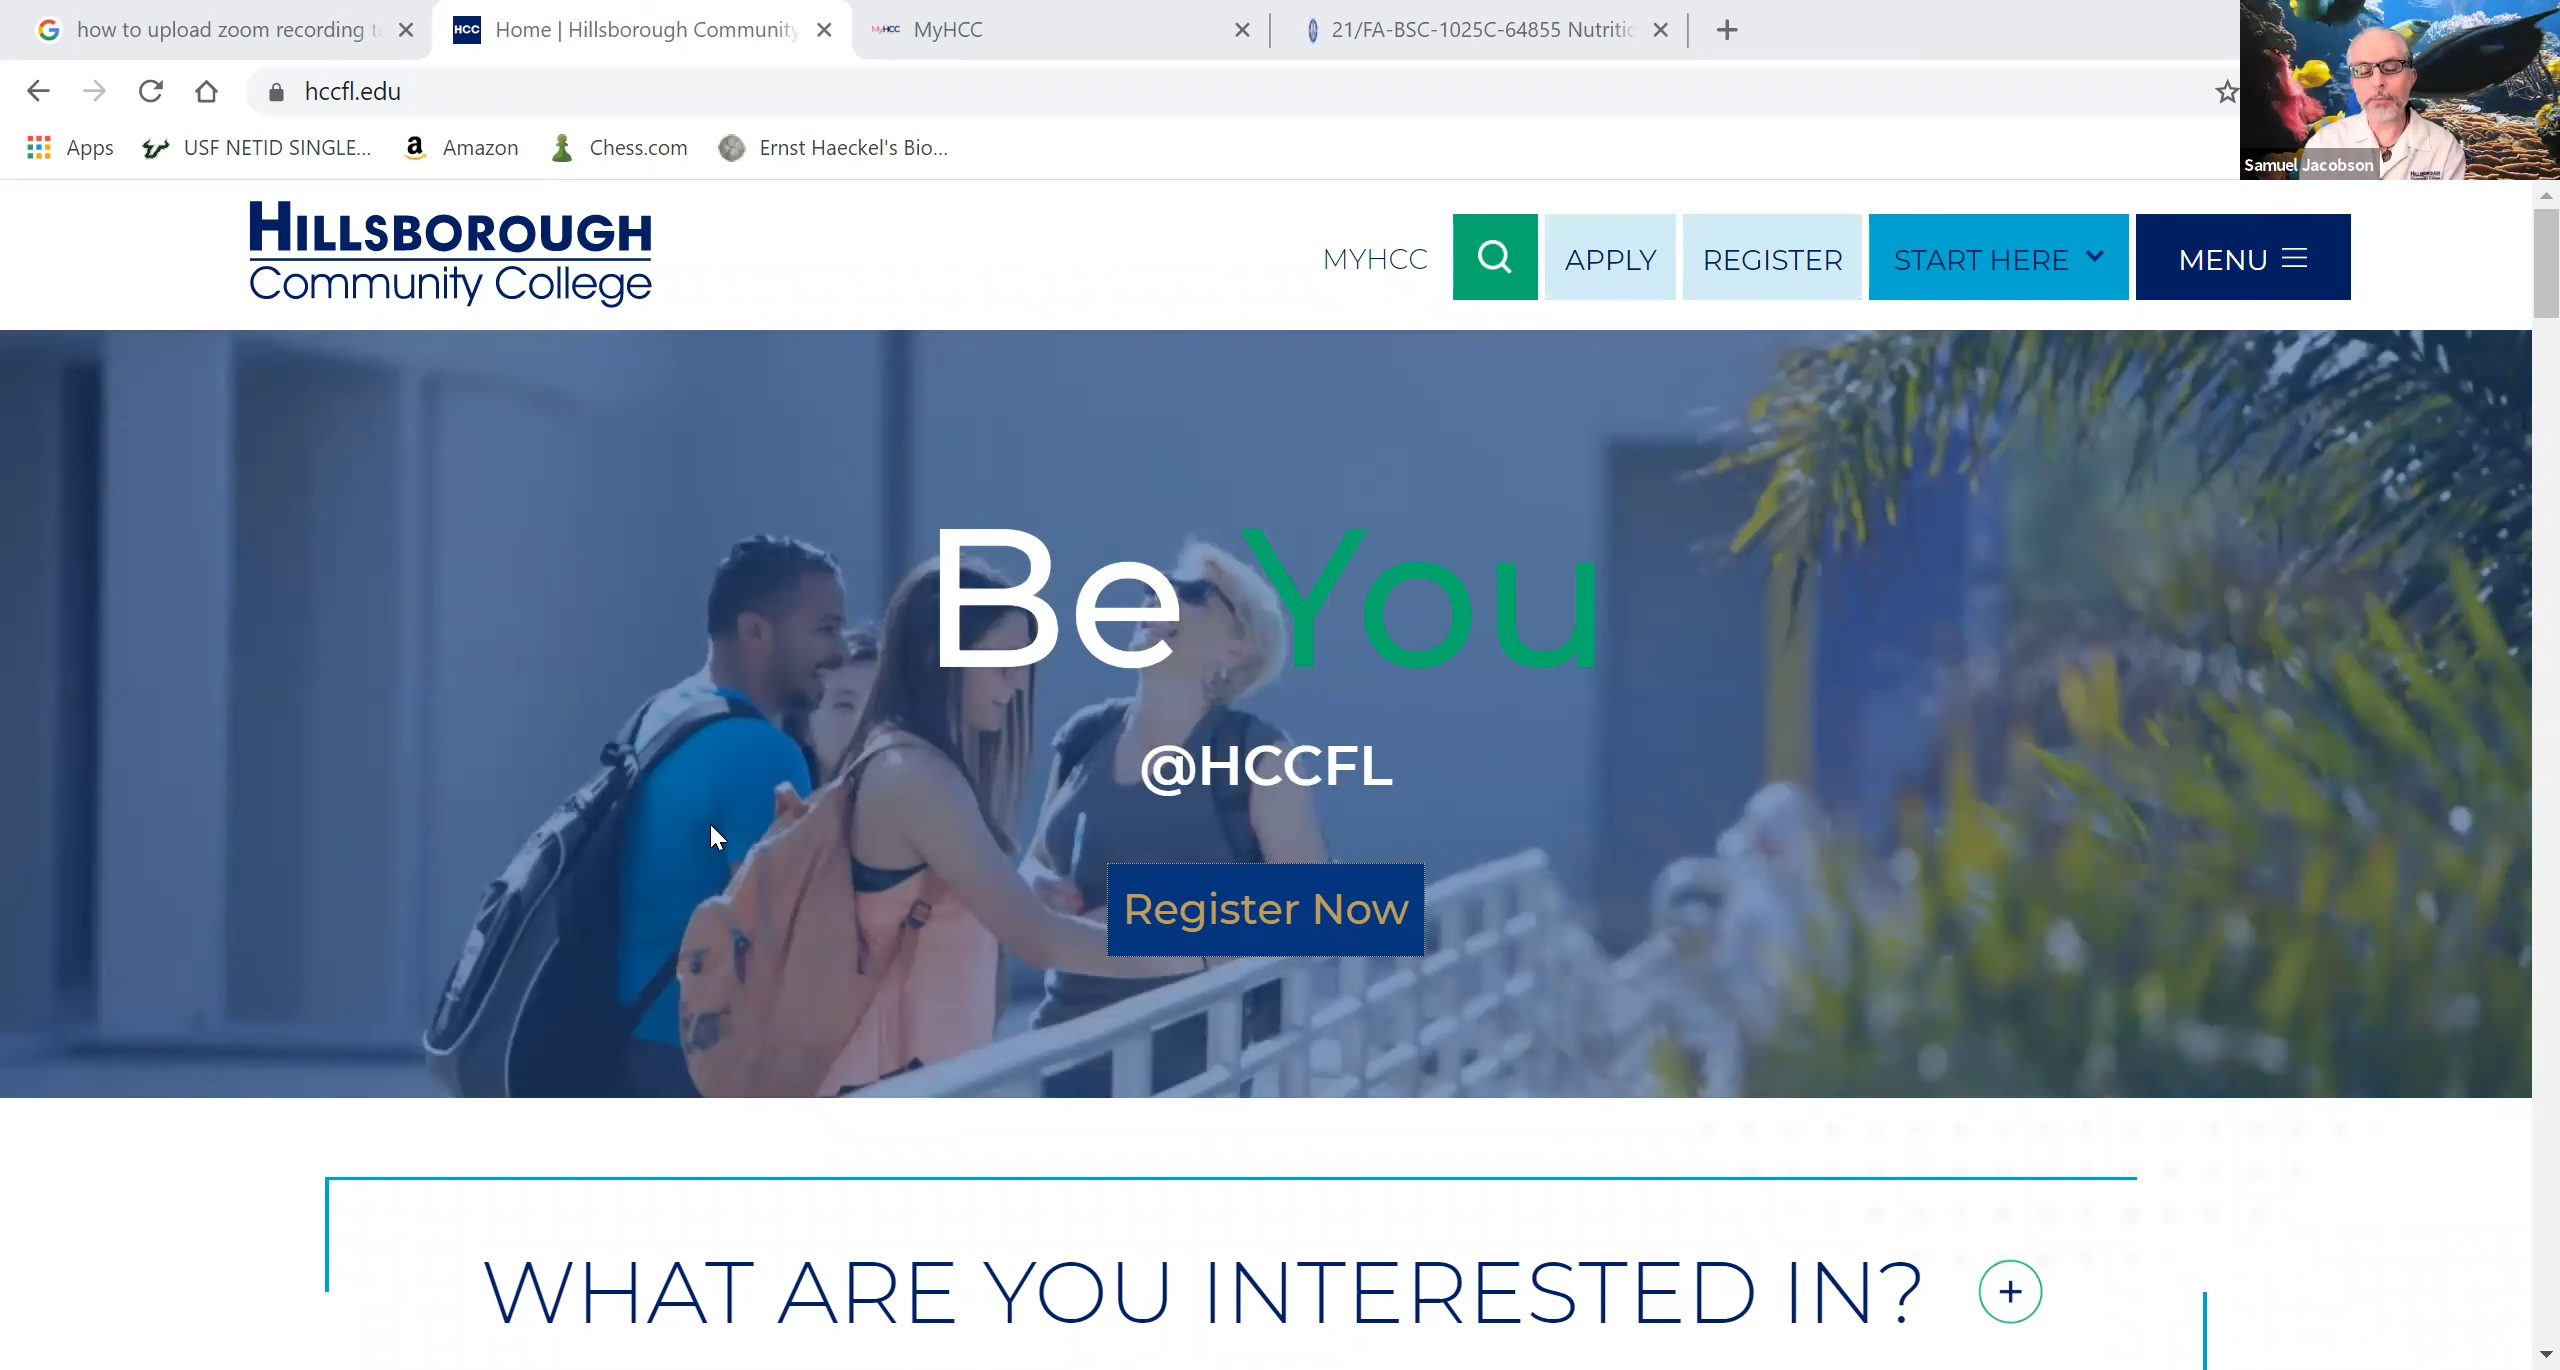 how to upload zoom recording t
Home | Hillsborough Community
MyHCC
MyHCC
21/FA-BSC-1025C-64855 Nutritic
hccfl.edu
Apps
USF NETID SINGLE...
Amazon
Chess.com
Ernst Haeckel's Bio...
Samuel Jacobson
HILLSBOROUGH
Community College
MYHCC
APPLY
REGISTER
START HERE
MENU
Be You
@HCCFL
Register Now
WHAT ARE YOU INTERESTED IN?